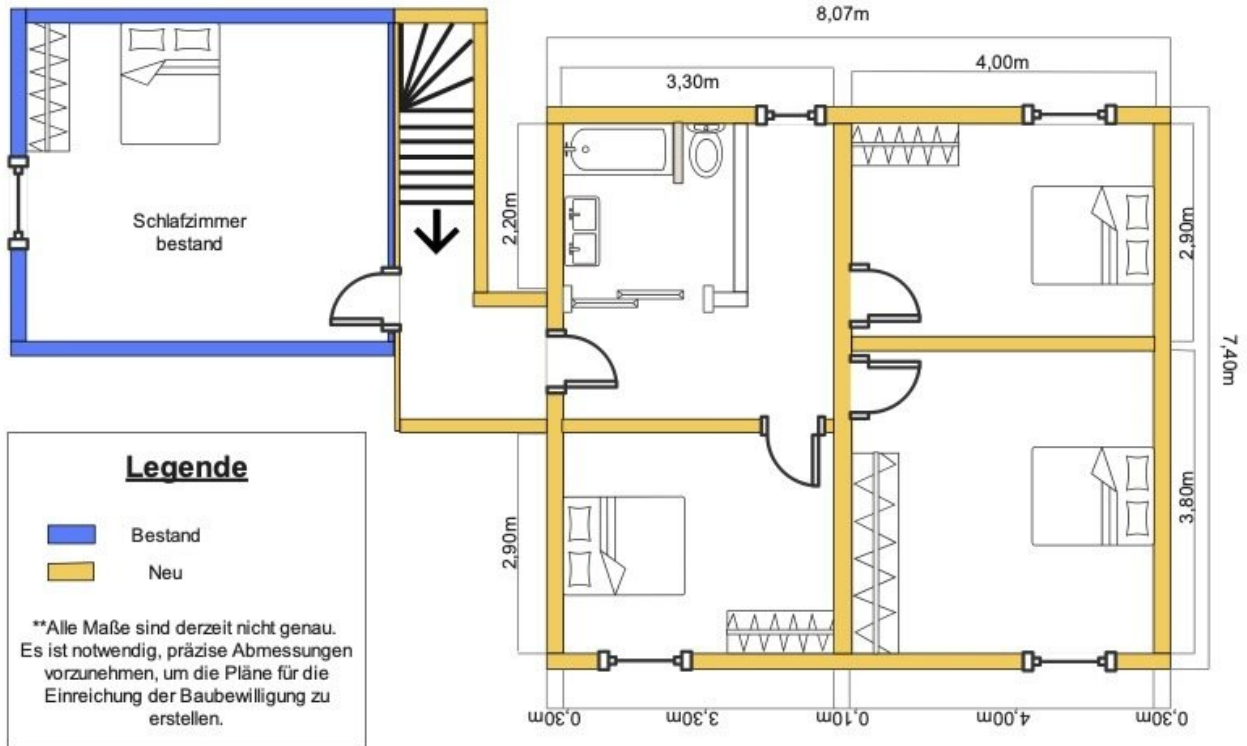 8,07m
3,30m
4,00m
2,20m
2,90m
7,40m
Schlafzimmer
bestand
3,80m
2,90m
0,30m
3,30m
0,10m
4,00m
0,30m
Legende
Bestand
Neu
**Alle Maße sind derzeit nicht genau.
Es ist notwendig, präzise Abmessungen
vorzunehmen, um die Pläne für die
Einreichung der Baubewilligung zu
erstellen.